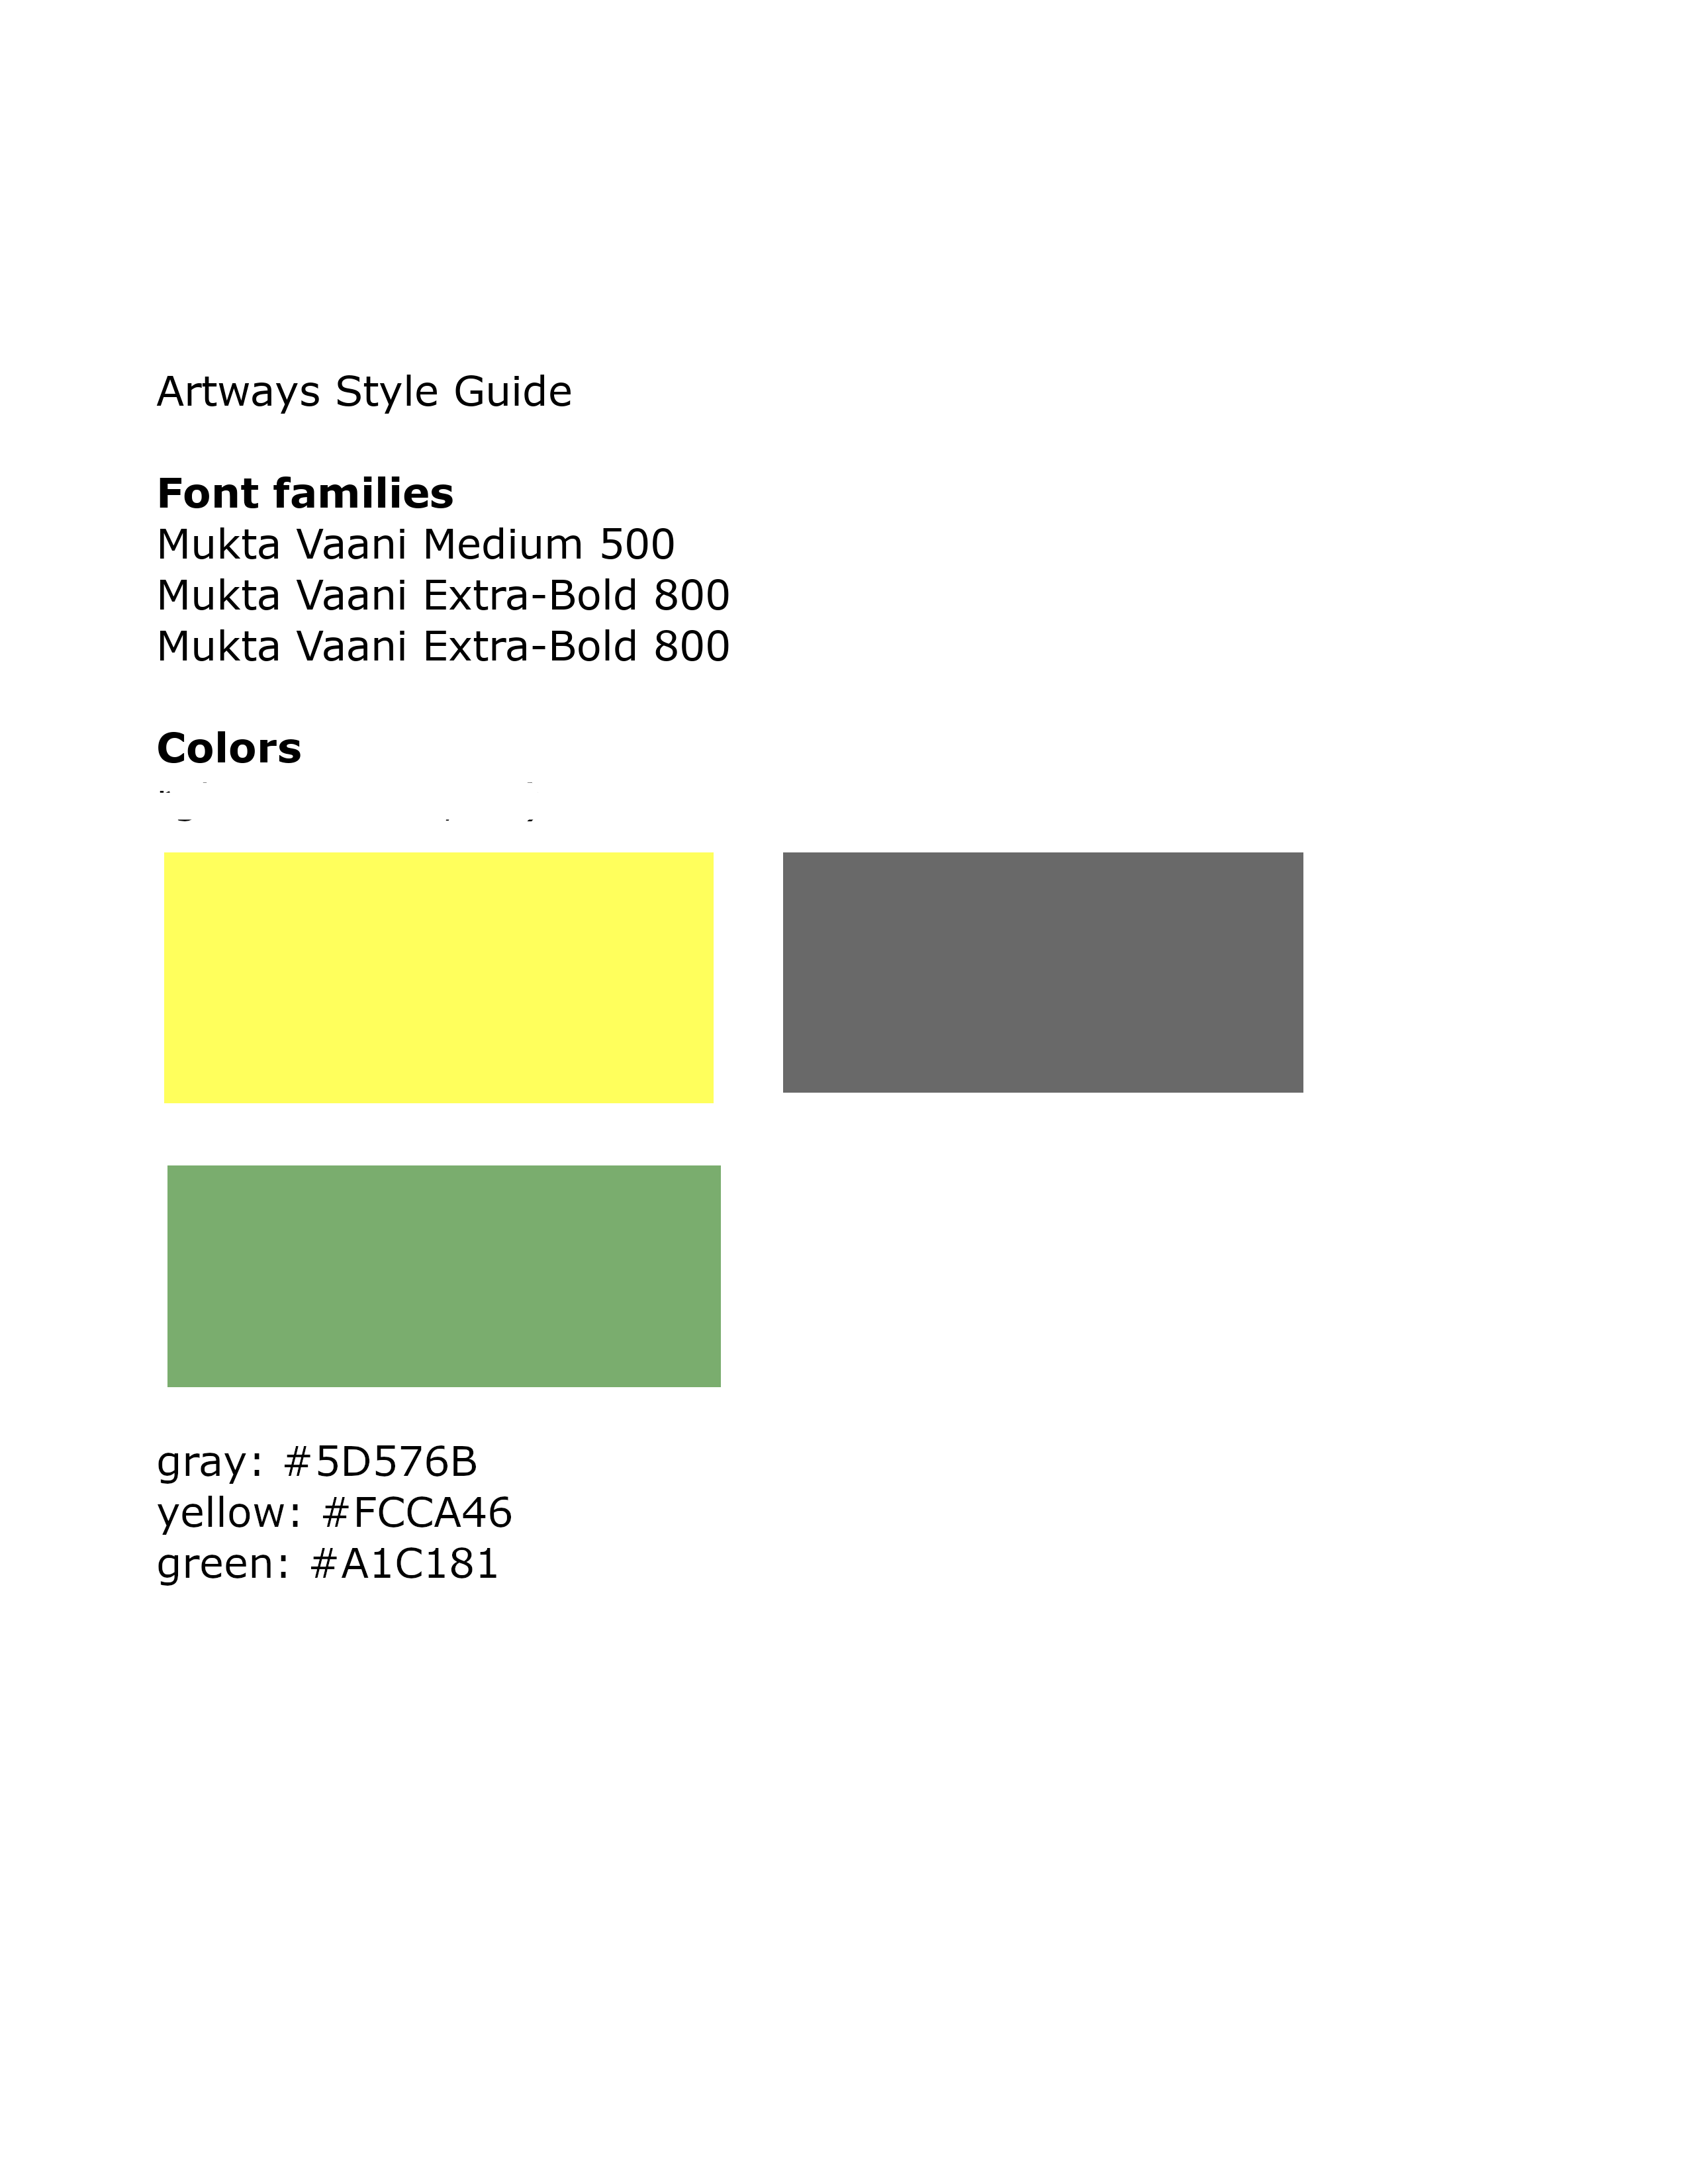 Artways Style Guide
Font families
Mukta Vaani Medium 500
Mukta Vaani Extra-Bold 800
Mukta Vaani Extra-Bold 800
Colors
gray: #5D576B
yellow: #FCCA46
green: #A1C181